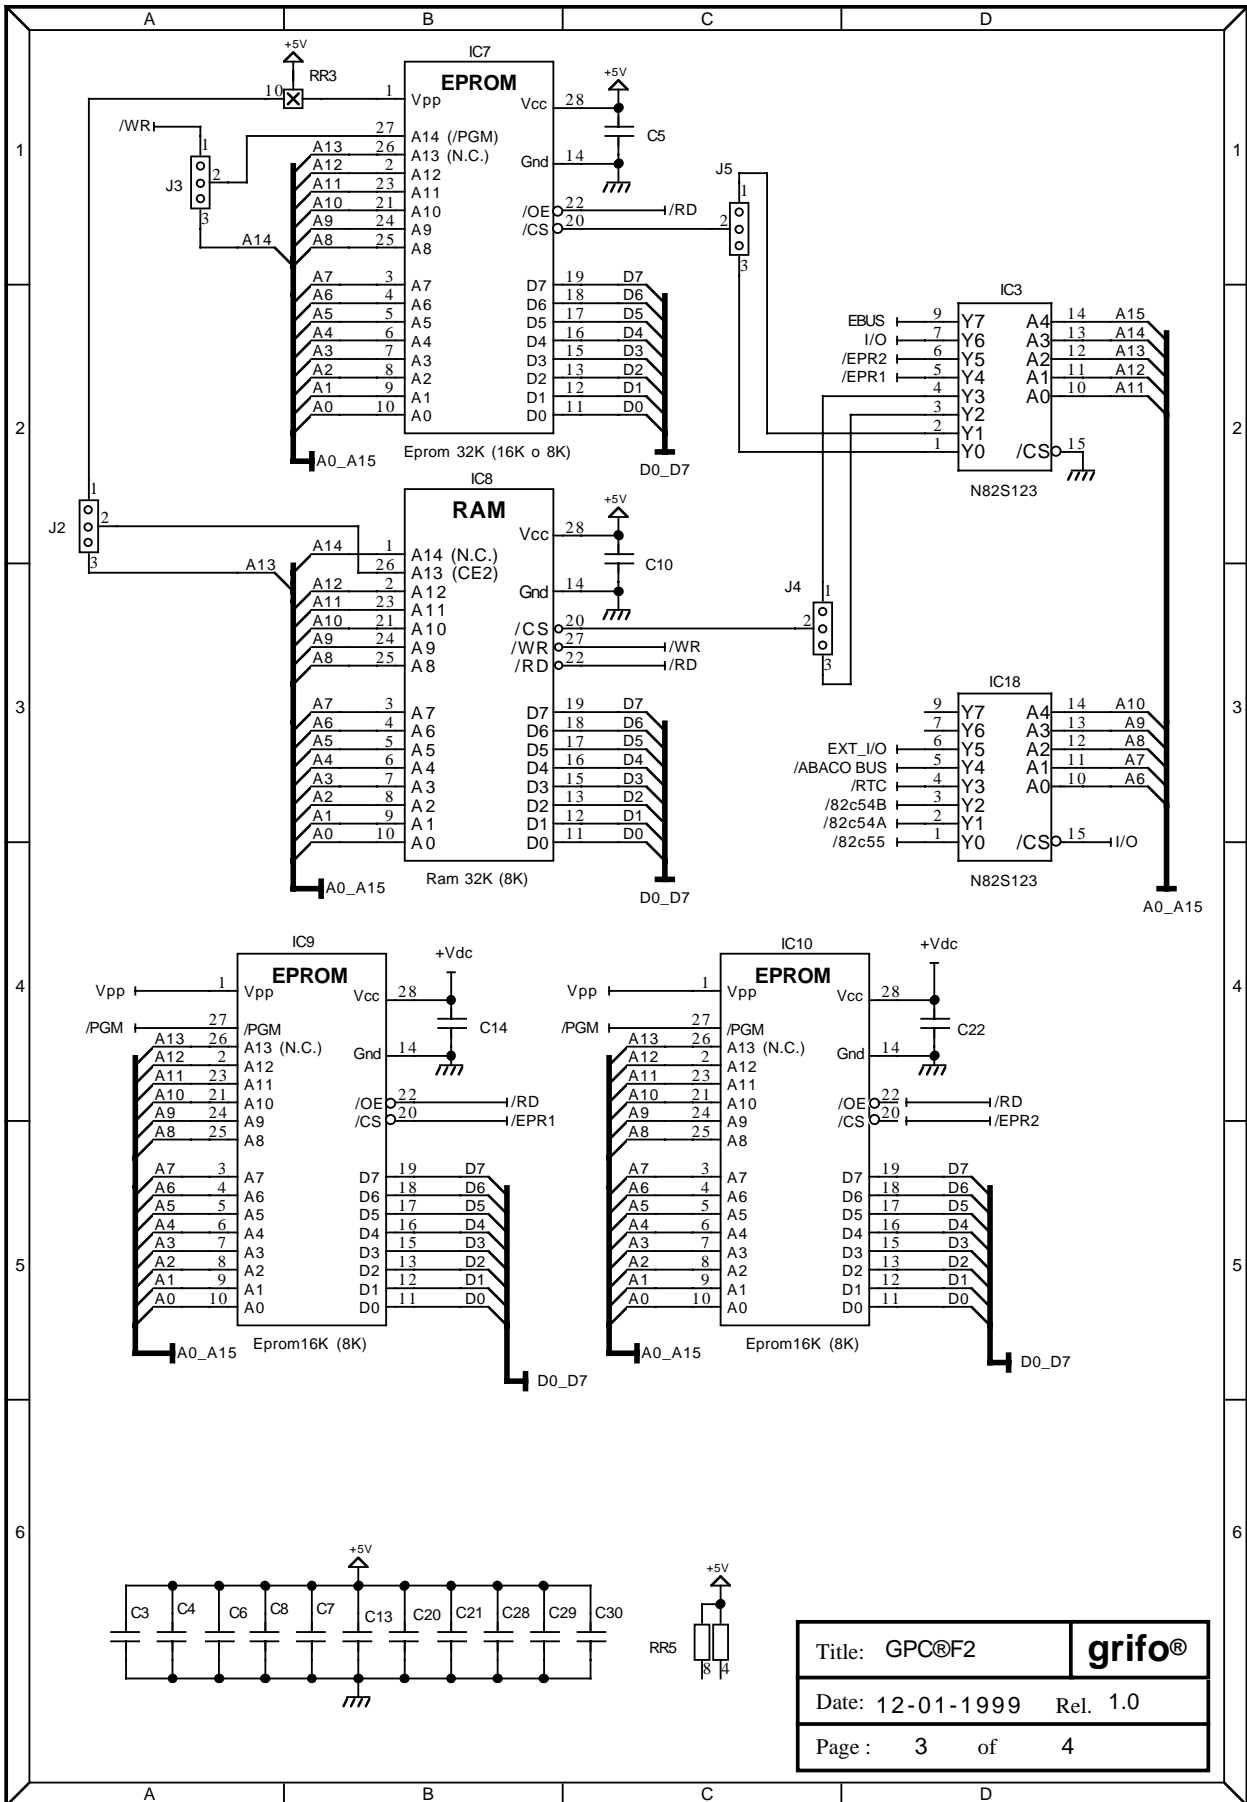 A B C D
1 1
2 2
3 3
4 4
5 5
6 6
IC7
EPROM
+5V
RR3
10
/WR
J3
1
2
3
A14
1 Vpp
27 A14 (/PGM)
A13 26 A13 (N.C.)
A12 2 A12
A11 23 A11
A10 21 A10
A9 24 A9
A8 25 A8
A7 3 A7
A6 4 A6
A5 5 A5
A4 6 A4
A3 7 A3
A2 8 A2
A1 9 A1
A0 10 A0
Vcc 28
+5V
C5
Gnd 14
/OE 22 /RD
/CS 20
D7 19 D7
D6 18 D6
D5 17 D5
D4 16 D4
D3 15 D3
D2 13 D2
D1 12 D1
D0 11 D0
A0_A15
Eprom 32K (16K o 8K)
D0_D7
J5
1
2
3
IC3
EBUS 9 Y7 A4 14 A15
I/O 7 Y6 A3 13 A14
/EPR2 6 Y5 A2 12 A13
/EPR1 5 Y4 A1 11 A12
4 Y3 A0 10 A11
3 Y2
2 Y1
1 Y0 /CS 15
N82S123
IC8
RAM
J2
1
2
3
A13
A14 1 A14 (N.C.)
26 A13 (CE2)
A12 2 A12
A11 23 A11
A10 21 A10
A9 24 A9
A8 25 A8
A7 3 A7
A6 4 A6
A5 5 A5
A4 6 A4
A3 7 A3
A2 8 A2
A1 9 A1
A0 10 A0
Vcc 28
+5V
C10
Gnd 14
/CS 20
/WR 27 /WR
/RD 22 /RD
D7 19 D7
D6 18 D6
D5 17 D5
D4 16 D4
D3 15 D3
D2 13 D2
D1 12 D1
D0 11 D0
A0_A15
Ram 32K (8K)
D0_D7
J4
1
2
3
IC18
9 Y7 A4 14 A10
7 Y6 A3 13 A9
EXT_I/O 6 Y5 A2 12 A8
/ABACO BUS 5 Y4 A1 11 A7
/RTC 4 Y3 A0 10 A6
/82c54B 3 Y2
/82c54A 2 Y1
/82c55 1 Y0 /CS 15 I/O
N82S123
A0_A15
IC9
EPROM
Vpp 1 Vpp
/PGM 27 /PGM
A13 26 A13 (N.C.)
A12 2 A12
A11 23 A11
A10 21 A10
A9 24 A9
A8 25 A8
A7 3 A7
A6 4 A6
A5 5 A5
A4 6 A4
A3 7 A3
A2 8 A2
A1 9 A1
A0 10 A0
Vcc 28
+Vdc
C14
Gnd 14
/OE 22 /RD
/CS 20 /EPR1
D7 19 D7
D6 18 D6
D5 17 D5
D4 16 D4
D3 15 D3
D2 13 D2
D1 12 D1
D0 11 D0
A0_A15
Eprom16K (8K)
D0_D7
IC10
EPROM
Vpp 1 Vpp
/PGM 27 /PGM
A13 26 A13 (N.C.)
A12 2 A12
A11 23 A11
A10 21 A10
A9 24 A9
A8 25 A8
A7 3 A7
A6 4 A6
A5 5 A5
A4 6 A4
A3 7 A3
A2 8 A2
A1 9 A1
A0 10 A0
Vcc 28
+Vdc
C22
Gnd 14
/OE 22 /RD
/CS 20 /EPR2
D7 19 D7
D6 18 D6
D5 17 D5
D4 16 D4
D3 15 D3
D2 13 D2
D1 12 D1
D0 11 D0
A0_A15
Eprom16K (8K)
D0_D7
+5V
C3 C4 C6 C8 C7 C13 C20 C21 C28 C29 C30
+5V
RR5
8 4
Title: GPC®F2 grifo®
Date: 12-01-1999 Rel. 1.0
Page : 3 of 4
A B C D